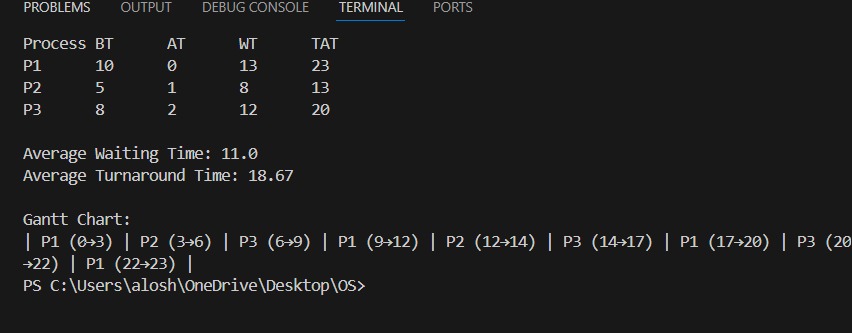 PROBLEMS OUTPUT DEBUG CONSOLE TERMINAL PORTS
Process BT AT WT TAT
P1 10 0 13 23
P2 5 1 8 13
P3 8 2 12 20
Average Waiting Time: 11.0
Average Turnaround Time: 18.67
Gantt Chart:
| P1 (0→3) | P2 (3→6) | P3 (6→9) | P1 (9→12) | P2 (12→14) | P3 (14→17) | P1 (17→20) | P3 (20
→22) | P1 (22→23) |
PS C:\Users\alosh\OneDrive\Desktop\OS>